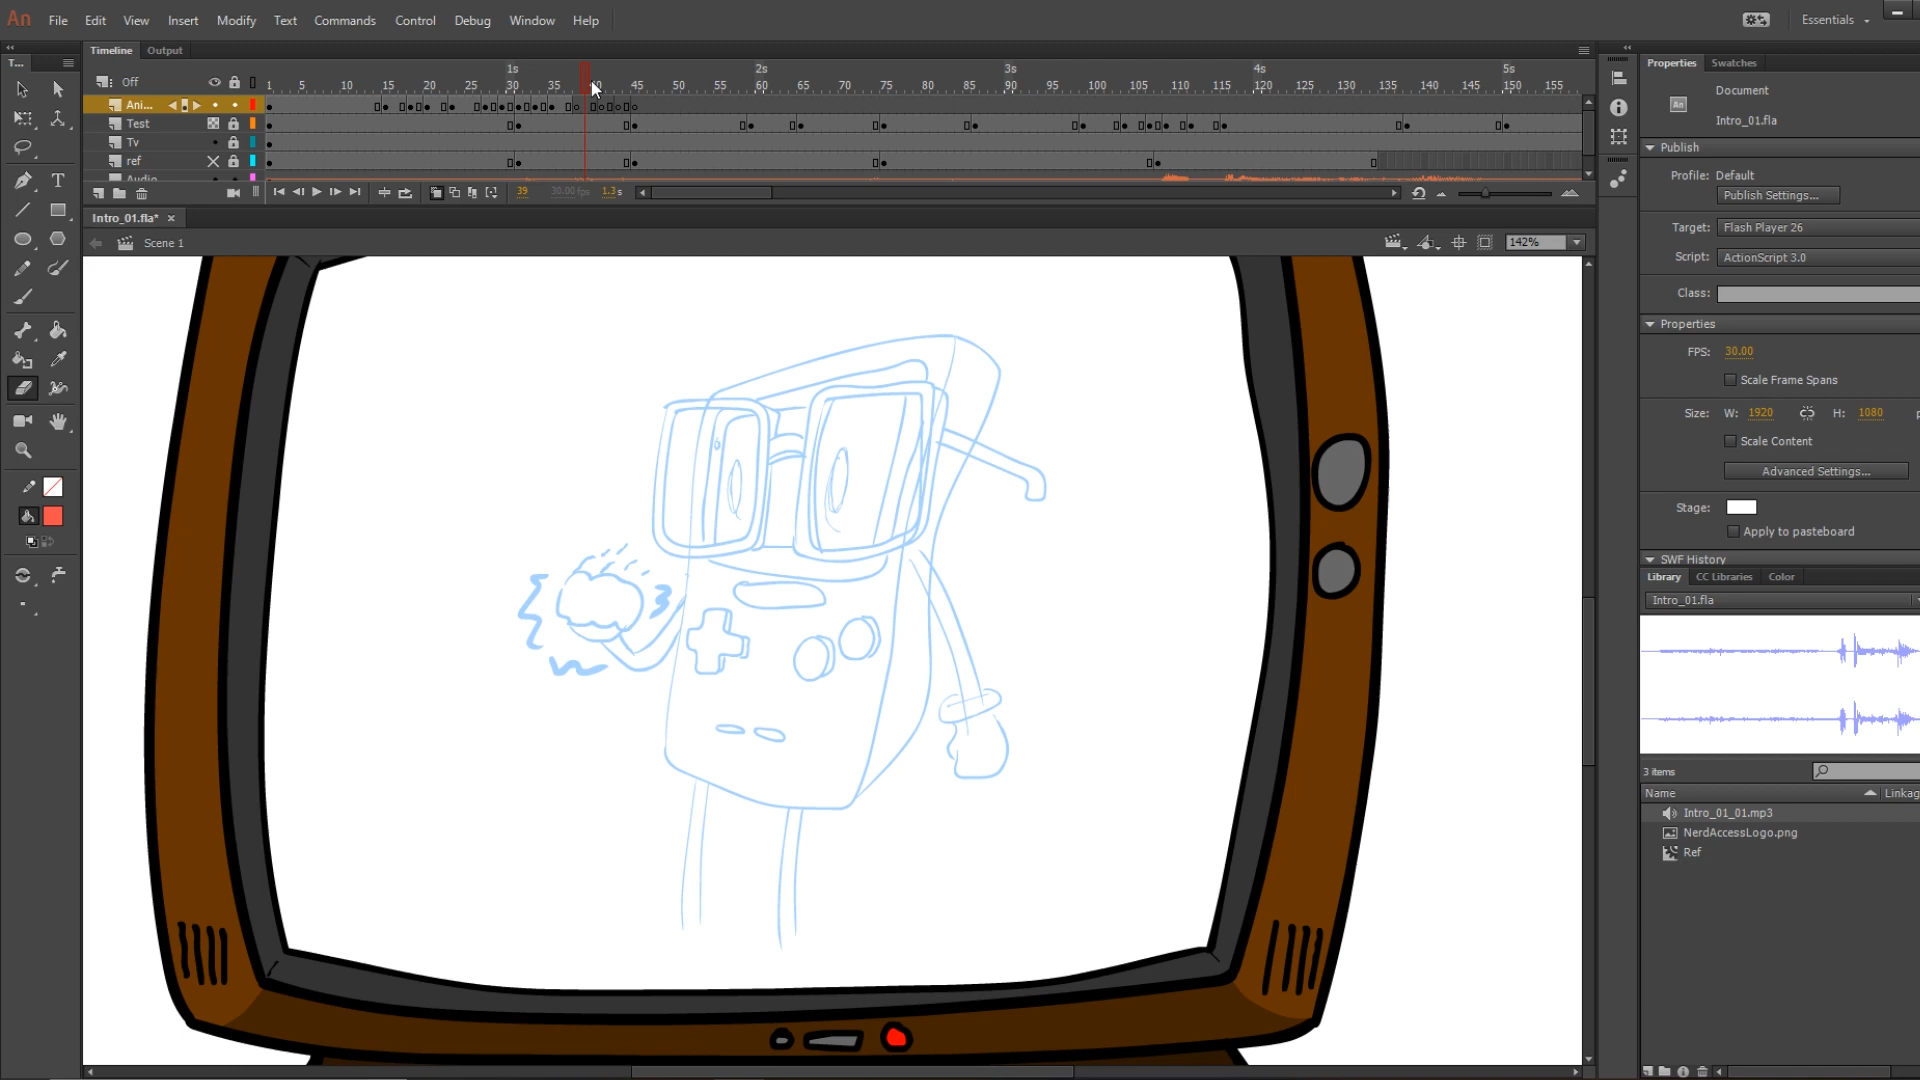 An File Edit View Insert Modify Text Commands Control Debug Window Help Essentials
Timeline Output Properties Swatches
T...
Off 1s 2s 3s 4s 5s
1 5 10 15 20 25 30 35 40 45 50 55 60 65 70 75 80 85 90 95 100 105 110 115 120 125 130 135 140 145 150 155
Ani...
Test
Tv
ref
Audio
39 30.00 fps 1.3 s
Intro_01.fla*
Scene 1
142%
Document
An
Intro_01.fla
Publish
Profile: Default
Publish Settings...
Target: Flash Player 26
Script: ActionScript 3.0
Class:
Properties
FPS: 30.00
Scale Frame Spans
Size: W: 1920 H: 1080
Scale Content
Advanced Settings...
Stage:
Apply to pasteboard
SWF History
Library CC Libraries Color
Intro_01.fla
3 items
Name Linkag
Intro_01_01.mp3
NerdAccessLogo.png
Ref